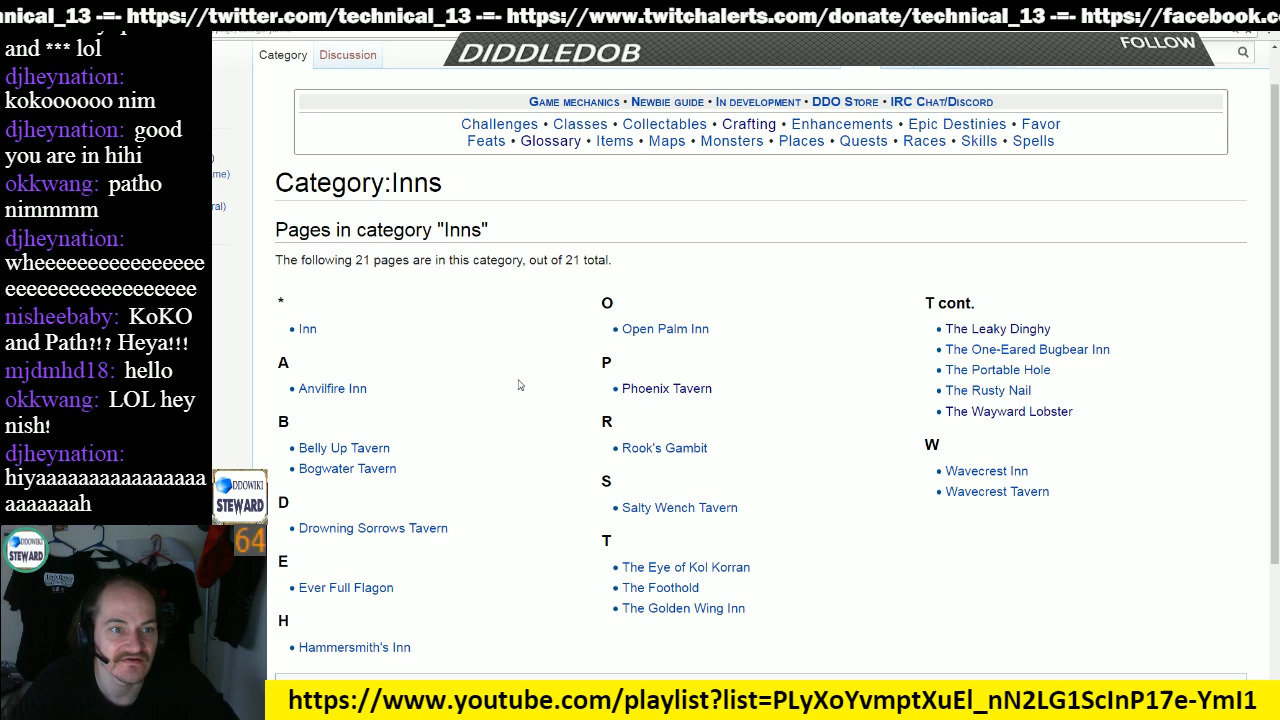 nical_13 -=- https://twitter.com/technical_13 -=- https://www.twitchalerts.com/donate/technical_13 -=- https://facebook.c
and *** lol
djheynation:
kokoooooo nim
djheynation: good
you are in hihi
okkwang: patho
nimmmm
djheynation:
wheeeeeeeeeeeeeeee
eeeeeeeeeeeeeeeeee
nisheebaby: KoKO
and Path?!? Heya!!!
mjdmhd18: hello
okkwang: LOL hey
nish!
djheynation:
hiyaaaaaaaaaaaaaaaa
aaaaaaah
DDOWIKI
STEWARD
64
DDOWIKI
STEWARD
me)
ral)
Category
Discussion
DIDDLEDOB
FOLLOW
Game mechanics • Newbie guide • In development • DDO Store • IRC Chat/Discord
Challenges • Classes • Collectables • Crafting • Enhancements • Epic Destinies • Favor
Feats • Glossary • Items • Maps • Monsters • Places • Quests • Races • Skills • Spells
Category:Inns
Pages in category "Inns"
The following 21 pages are in this category, out of 21 total.
*
• Inn
A
• Anvilfire Inn
B
• Belly Up Tavern
• Bogwater Tavern
D
• Drowning Sorrows Tavern
E
• Ever Full Flagon
H
• Hammersmith's Inn
O
• Open Palm Inn
P
• Phoenix Tavern
R
• Rook's Gambit
S
• Salty Wench Tavern
T
• The Eye of Kol Korran
• The Foothold
• The Golden Wing Inn
T cont.
• The Leaky Dinghy
• The One-Eared Bugbear Inn
• The Portable Hole
• The Rusty Nail
• The Wayward Lobster
W
• Wavecrest Inn
• Wavecrest Tavern
https://www.youtube.com/playlist?list=PLyXoYvmptXuEl_nN2LG1ScInP17e-YmI1